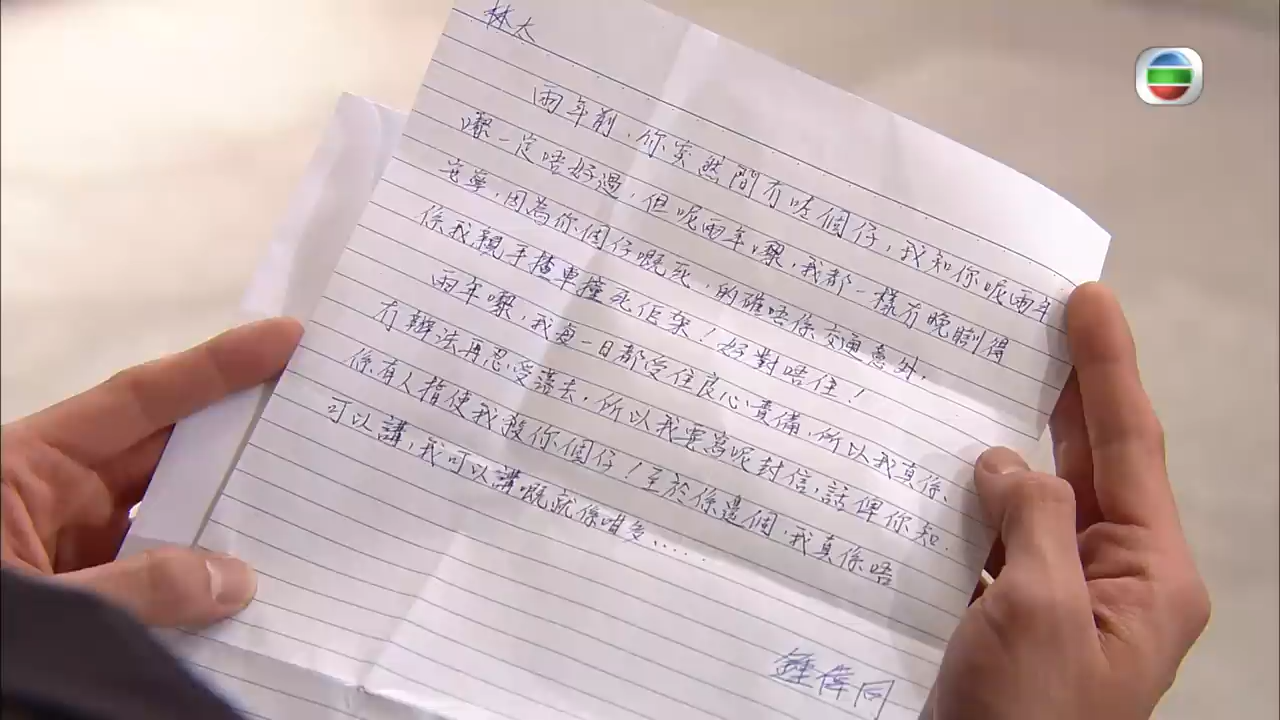 林太
兩年前，你突然間冇咗個仔，我知你呢兩年
嚟一定唔好過，但呢兩年嚟，我都一樣冇晚瞓得
安寧，因為你個仔嘅死，的確唔係交通意外，
係我親手揸車撞死佢架！好對唔住！
兩年嚟，我每一日都受住良心責備，所以我真係
冇辦法再忍受落去，所以我要寫呢封信，話俾你知，
係有人指使我殺你個仔！至於係邊個，我真係唔
可以講，我可以講嘅就係咁多.....
鍾偉同